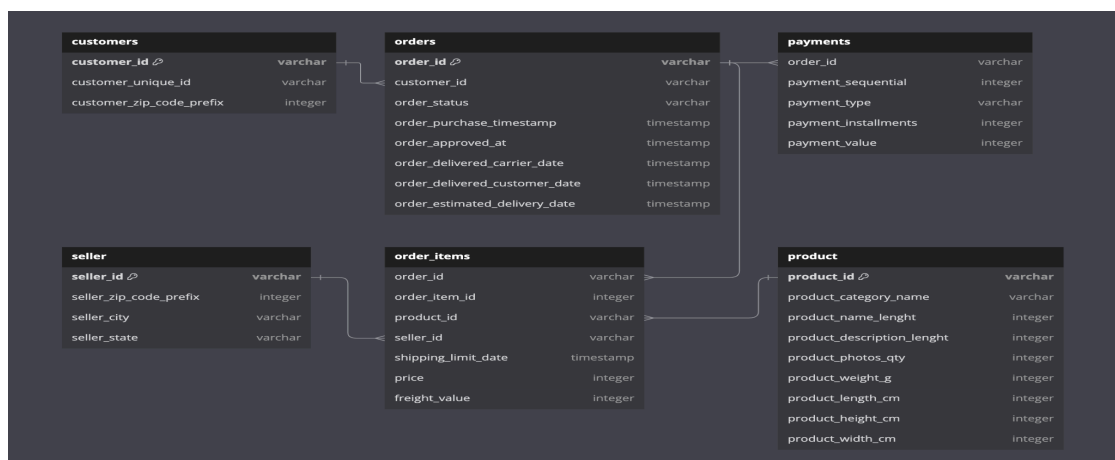 customers
customer_id varchar
customer_unique_id varchar
customer_zip_code_prefix integer
orders
order_id varchar
customer_id varchar
order_status varchar
order_purchase_timestamp timestamp
order_approved_at timestamp
order_delivered_carrier_date timestamp
order_delivered_customer_date timestamp
order_estimated_delivery_date timestamp
payments
order_id varchar
payment_sequential integer
payment_type varchar
payment_installments integer
payment_value integer
seller
seller_id varchar
seller_zip_code_prefix integer
seller_city varchar
seller_state varchar
order_items
order_id varchar
order_item_id integer
product_id varchar
seller_id varchar
shipping_limit_date timestamp
price integer
freight_value integer
product
product_id varchar
product_category_name varchar
product_name_lenght integer
product_description_lenght integer
product_photos_qty integer
product_weight_g integer
product_length_cm integer
product_height_cm integer
product_width_cm integer